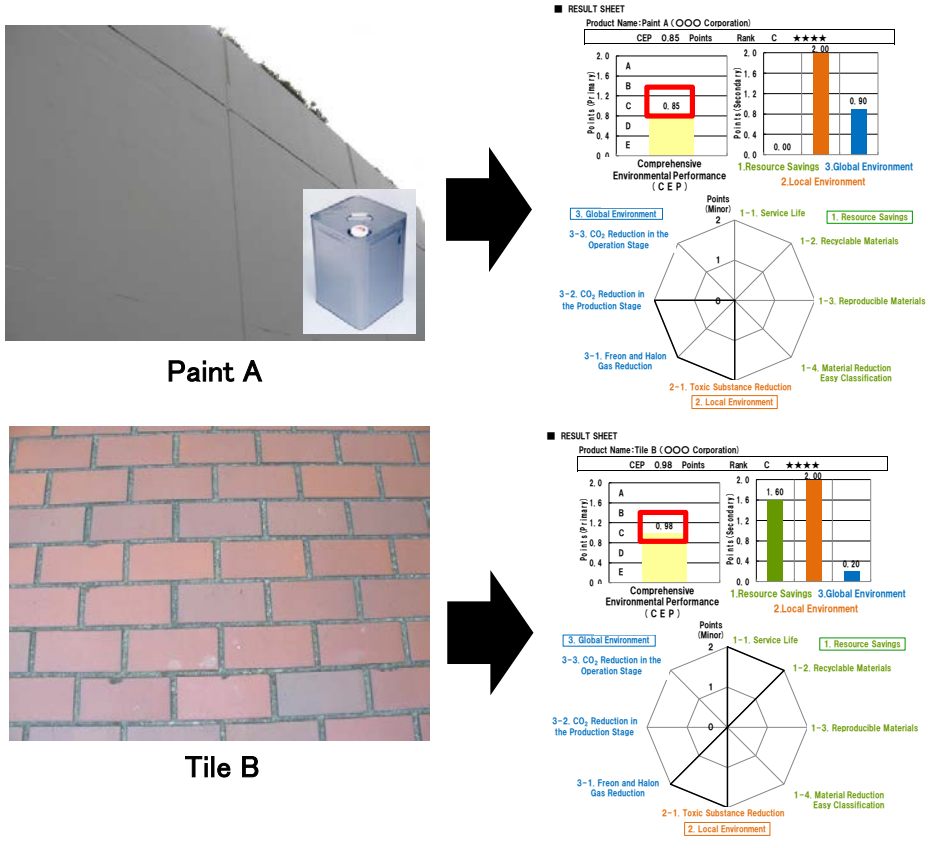 ■ RESULT SHEET
Product Name:Paint A (○○○ Corporation)
CEP 0.85 Points Rank C ★★★★
Points(Primary)
2.0
1.6
1.2
0.8
0.4
0.0
A
B
C
D
E
0.85
Comprehensive
Environmental Performance
(CEP)
Points(Secondary)
2.0
1.6
1.2
0.8
0.4
0.0
0.00
2.00
0.90
1.Resource Savings 3.Global Environment
2.Local Environment
Points
(Minor)
2
1
0
1-1. Service Life
1. Resource Savings
1-2. Recyclable Materials
1-3. Reproducible Materials
1-4. Material Reduction
Easy Classification
2-1. Toxic Substance Reduction
2. Local Environment
3-1. Freon and Halon
Gas Reduction
3-2. CO₂ Reduction in
the Production Stage
3-3. CO₂ Reduction in the
Operation Stage
3. Global Environment
Paint A
■ RESULT SHEET
Product Name:Tile B (○○○ Corporation)
CEP 0.98 Points Rank C ★★★★
Points(Primary)
2.0
1.6
1.2
0.8
0.4
0.0
A
B
C
D
E
0.98
Comprehensive
Environmental Performance
(CEP)
Points(Secondary)
2.0
1.6
1.2
0.8
0.4
0.0
1.60
2.00
0.20
1.Resource Savings 3.Global Environment
2.Local Environment
Points
(Minor)
2
1
0
1-1. Service Life
1. Resource Savings
1-2. Recyclable Materials
1-3. Reproducible Materials
1-4. Material Reduction
Easy Classification
2-1. Toxic Substance Reduction
2. Local Environment
3-1. Freon and Halon
Gas Reduction
3-2. CO₂ Reduction in
the Production Stage
3-3. CO₂ Reduction in the
Operation Stage
3. Global Environment
Tile B